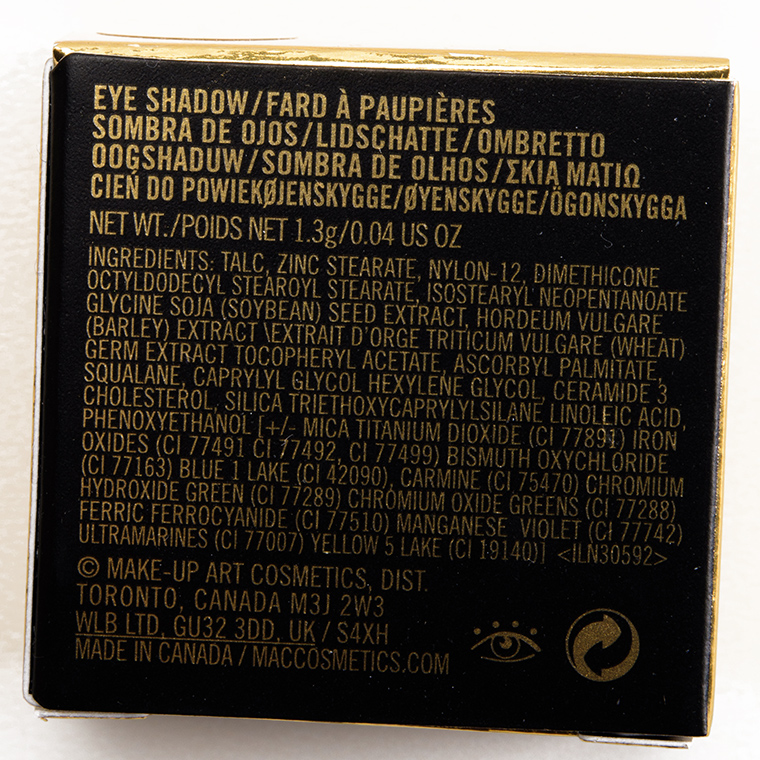 EYE SHADOW/FARD À PAUPIÈRES
SOMBRA DE OJOS/LIDSCHATTE/OMBRETTO
OOGSHADUW/SOMBRA DE OLHOS/ΣΚΙΑ ΜΑΤΙΩ
CIEŃ DO POWIEKØJENSKYGGE/ØYENSKYGGE/ÖGONSKYGGA
NET WT./POIDS NET 1.3g/0.04 US OZ
INGREDIENTS: TALC, ZINC STEARATE, NYLON-12, DIMETHICONE
OCTYLDODECYL STEAROYL STEARATE, ISOSTEARYL NEOPENTANOATE
GLYCINE SOJA (SOYBEAN) SEED EXTRACT, HORDEUM VULGARE
(BARLEY) EXTRACT \EXTRAIT D'ORGE TRITICUM VULGARE (WHEAT)
GERM EXTRACT TOCOPHERYL ACETATE, ASCORBYL PALMITATE,
SQUALANE, CAPRYLYL GLYCOL HEXYLENE GLYCOL, CERAMIDE 3
CHOLESTEROL, SILICA TRIETHOXYCAPRYLYLSILANE LINOLEIC ACID,
PHENOXYETHANOL [+/- MICA TITANIUM DIOXIDE (CI 77891) IRON
OXIDES (CI 77491 CI 77492, CI 77499) BISMUTH OXYCHLORIDE
(CI 77163) BLUE 1 LAKE (CI 42090), CARMINE (CI 75470) CHROMIUM
HYDROXIDE GREEN (CI 77289) CHROMIUM OXIDE GREENS (CI 77288)
FERRIC FERROCYANIDE (CI 77510) MANGANESE VIOLET (CI 77742)
ULTRAMARINES (CI 77007) YELLOW 5 LAKE (CI 19140)] <ILN30592>
© MAKE-UP ART COSMETICS, DIST.
TORONTO, CANADA M3J 2W3
WLB LTD, GU32 3DD, UK / S4XH
MADE IN CANADA / MACCOSMETICS.COM